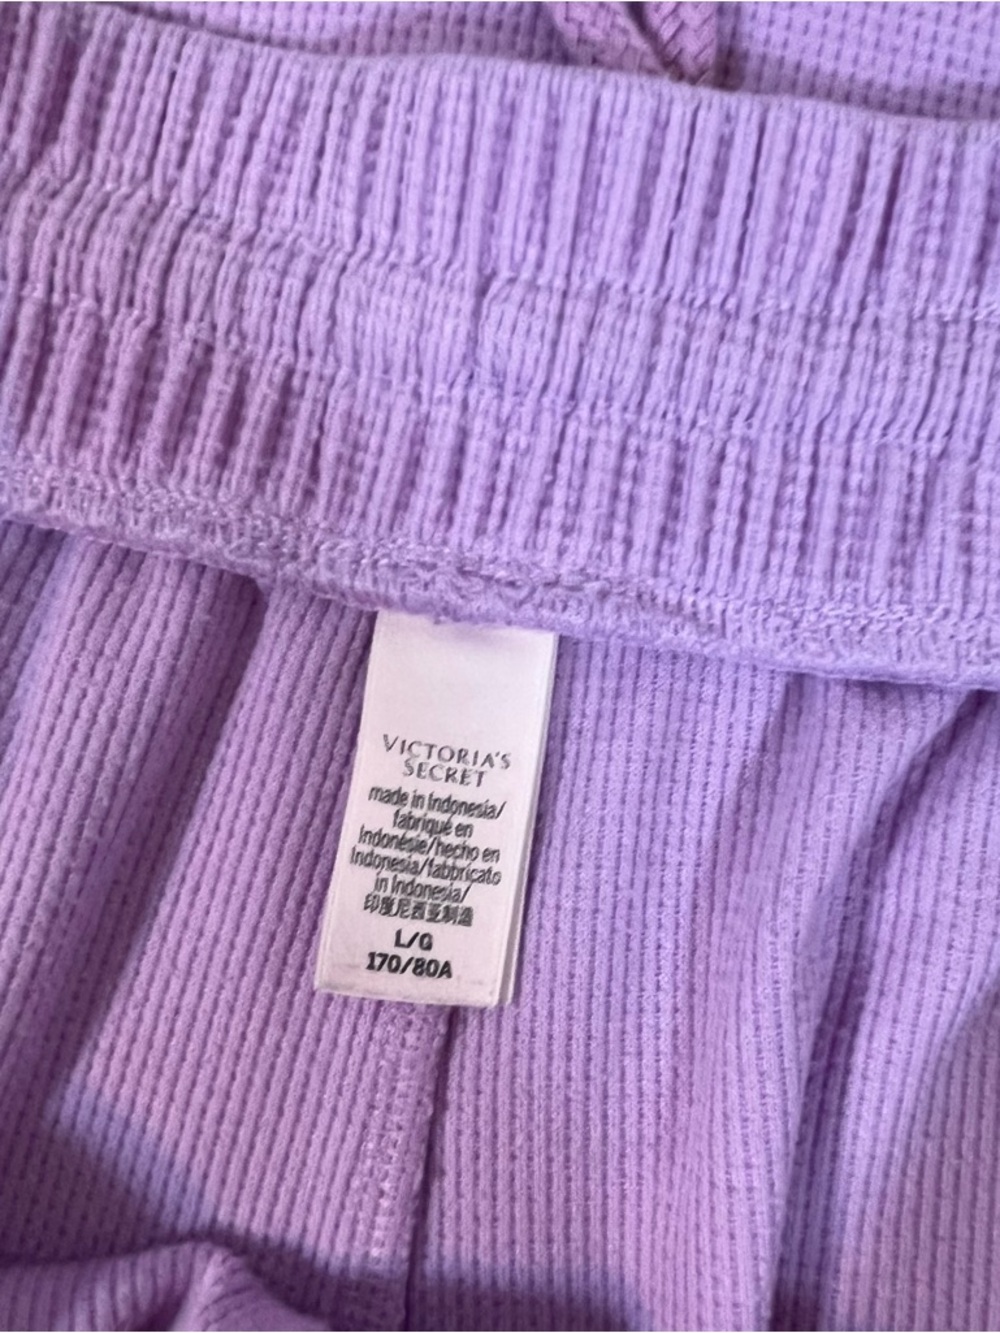 VICTORIA'S
SECRET
made in Indonesia/
fabriqué en
Indonésie/hecho en
Indonesia/fabbricato
in Indonesia/
印度尼西亚制造
L/G
170/80A